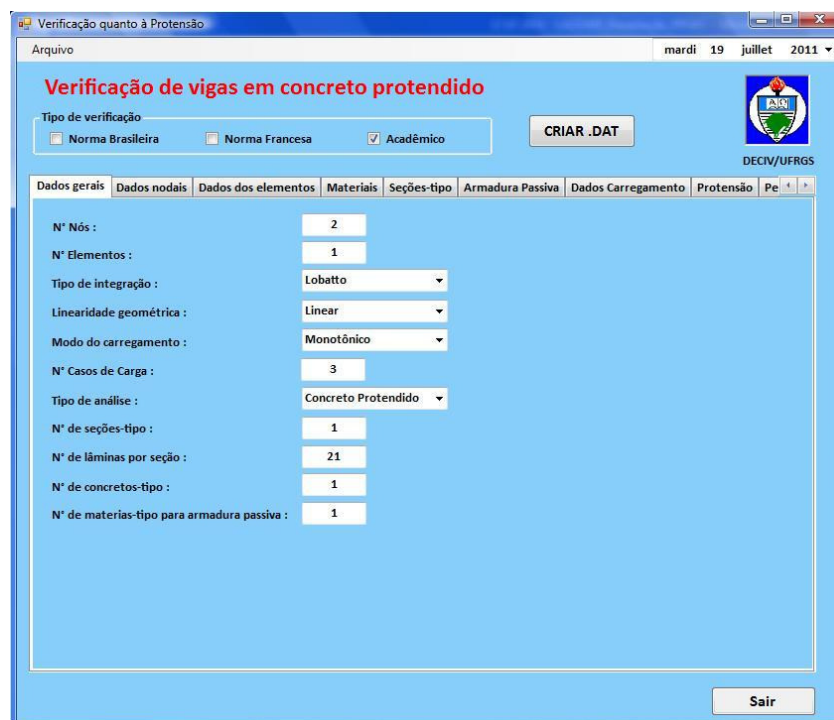 Verificação quanto à Protensão
Arquivo
mardi 19 juillet 2011
Verificação de vigas em concreto protendido
Tipo de verificação
Norma Brasileira Norma Francesa Acadêmico
CRIAR .DAT
DECIV/UFRGS
Dados gerais Dados nodais Dados dos elementos Materiais Seções-tipo Armadura Passiva Dados Carregamento Protensão Pe
N° Nós : 2
N° Elementos : 1
Tipo de integração : Lobatto
Linearidade geométrica : Linear
Modo do carregamento : Monotônico
N° Casos de Carga : 3
Tipo de análise : Concreto Protendido
N° de seções-tipo : 1
N° de lâminas por seção : 21
N° de concretos-tipo : 1
N° de materias-tipo para armadura passiva : 1
Sair